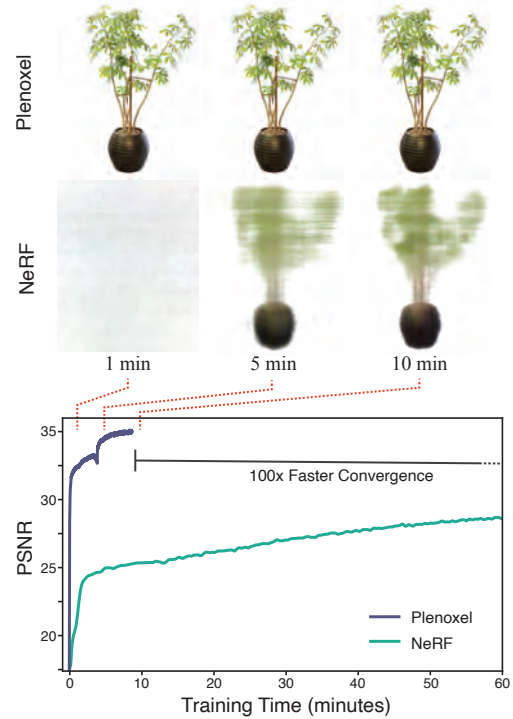 Plenoxel
NeRF
1 min 5 min 10 min
35
30
25
20
PSNR
100x Faster Convergence
Plenoxel
NeRF
0 10 20 30 40 50 60
Training Time (minutes)